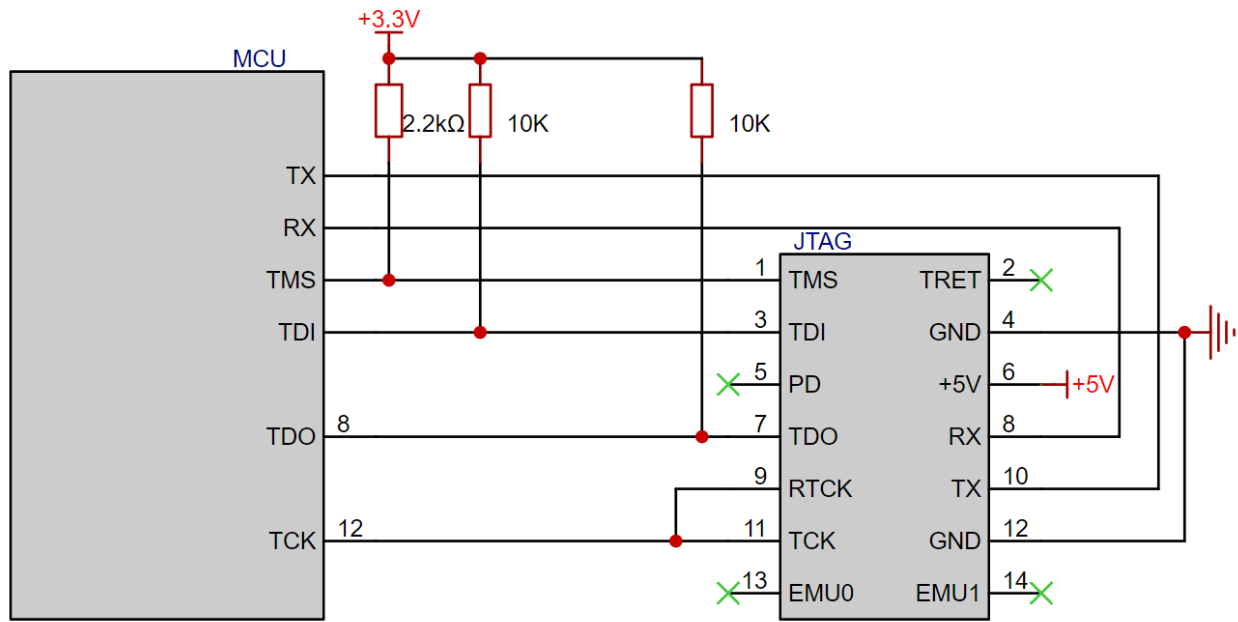 +3.3V
MCU
2.2kΩ 10K 10K
TX
RX
JTAG
TMS 1 TMS TRET 2
TDI 3 TDI GND 4
5 PD +5V 6 +5V
TDO 8 7 TDO RX 8
9 RTCK TX 10
TCK 12 11 TCK GND 12
13 EMU0 EMU1 14